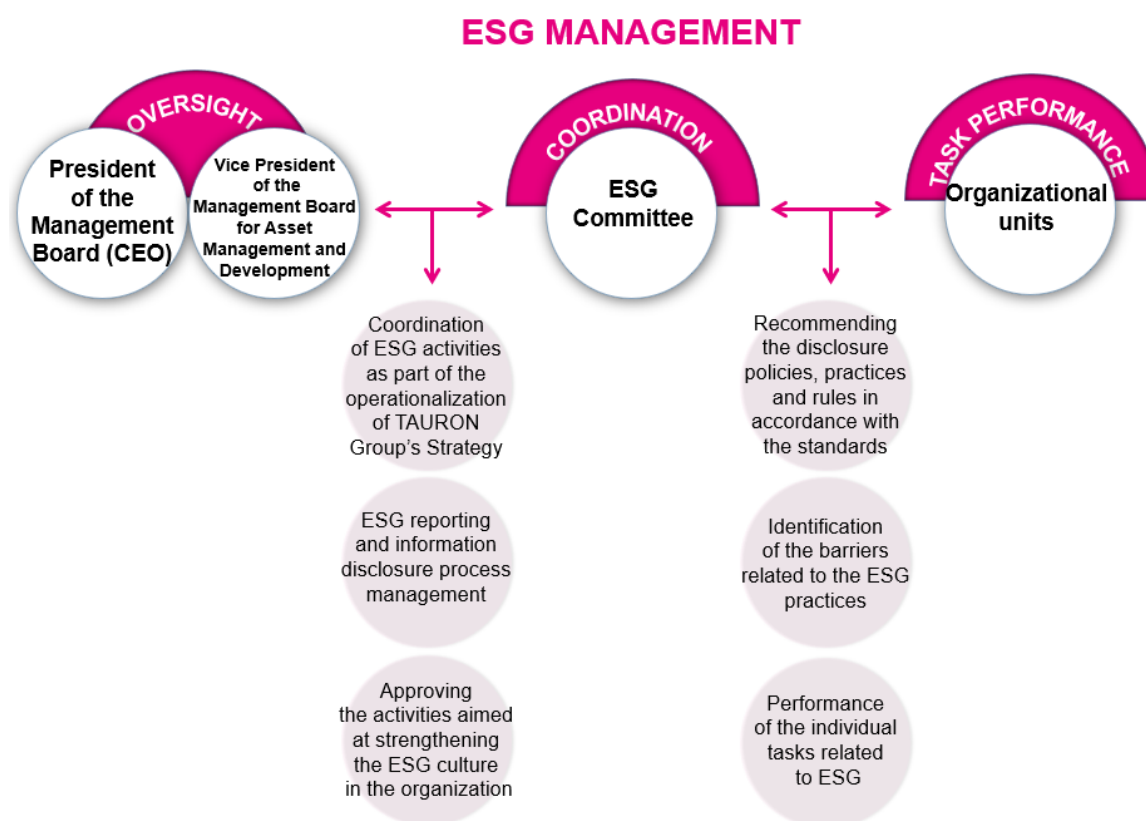 ESG MANAGEMENT
OVERSIGHT
President
of the
Management
Board (CEO)
Vice President
of the
Management Board
for Asset
Management and
Development
COORDINATION
ESG
Committee
TASK PERFORMANCE
Organizational
units
Coordination
of ESG activities
as part of the
operationalization
of TAURON
Group's Strategy
ESG reporting
and information
disclosure process
management
Approving
the activities aimed
at strengthening
the ESG culture
in the organization
Recommending
the disclosure
policies, practices
and rules in
accordance with
the standards
Identification
of the barriers
related to the ESG
practices
Performance
of the individual
tasks related
to ESG